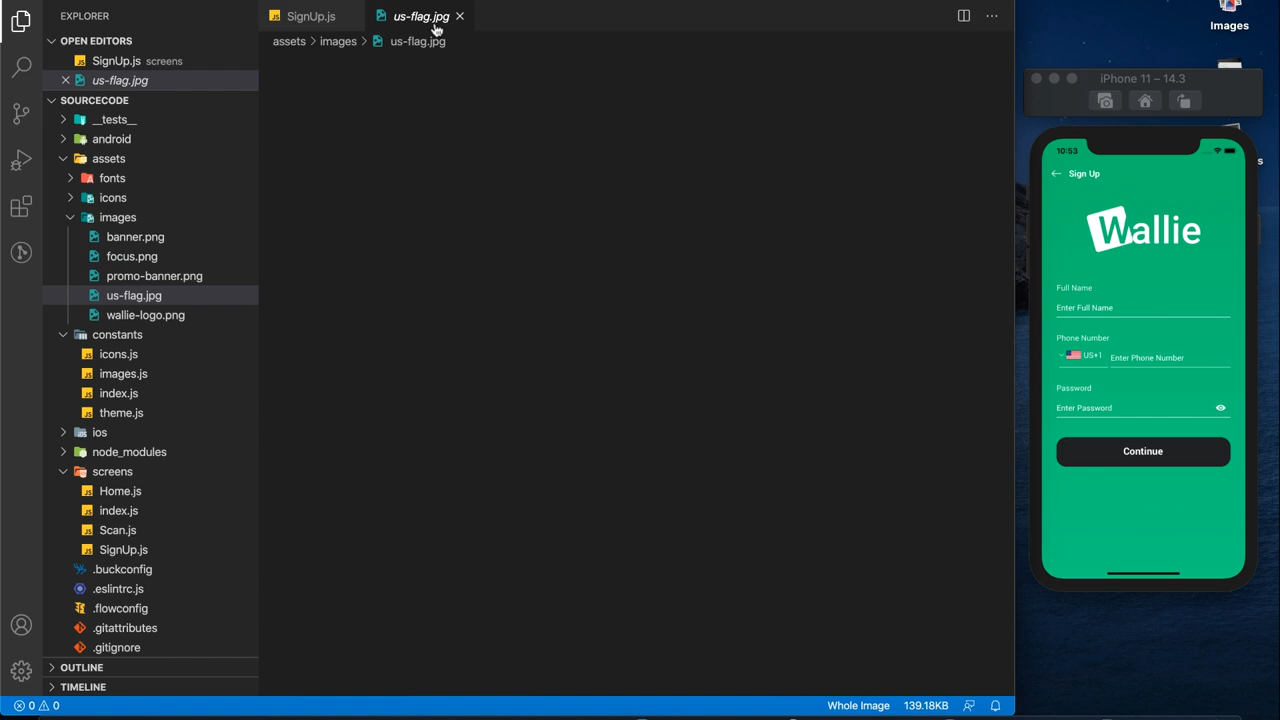 EXPLORER
OPEN EDITORS
SignUp.js screens
us-flag.jpg
SOURCECODE
__tests__
android
assets
fonts
icons
images
banner.png
focus.png
promo-banner.png
us-flag.jpg
wallie-logo.png
constants
icons.js
images.js
index.js
theme.js
ios
node_modules
screens
Home.js
index.js
Scan.js
SignUp.js
.buckconfig
.eslintrc.js
.flowconfig
.gitattributes
.gitignore
OUTLINE
TIMELINE
0 0
SignUp.js
us-flag.jpg
assets > images > us-flag.jpg
Whole Image 139.18KB
Images
iPhone 11 – 14.3
10:53
Sign Up
Wallie
Full Name
Enter Full Name
Phone Number
US+1 Enter Phone Number
Password
Enter Password
Continue